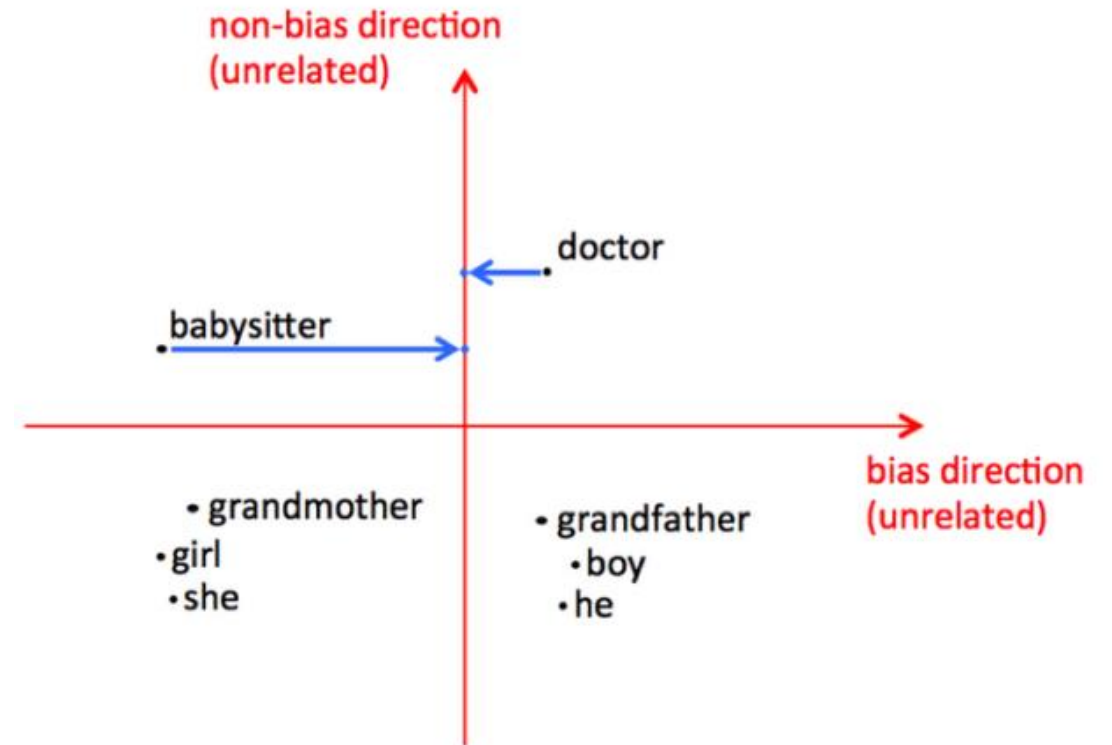 non-bias direction
(unrelated)
doctor
babysitter
bias direction
(unrelated)
grandmother
grandfather
girl
boy
she
he